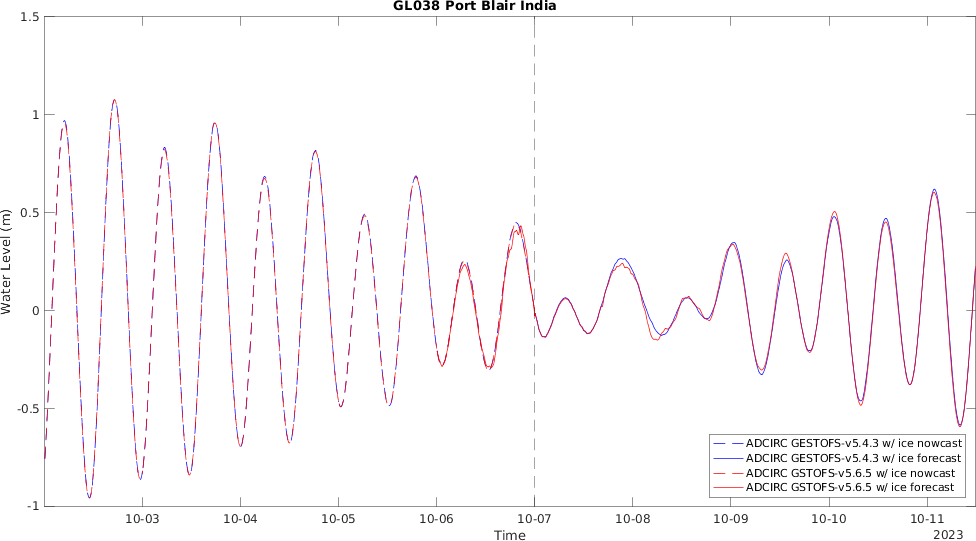 GL038 Port Blair India
1.5
1
0.5
0
-0.5
-1
Water Level (m)
10-03 10-04 10-05 10-06 10-07 10-08 10-09 10-10 10-11
Time
2023
ADCIRC GESTOFS-v5.4.3 w/ ice nowcast
ADCIRC GESTOFS-v5.4.3 w/ ice forecast
ADCIRC GSTOFS-v5.6.5 w/ ice nowcast
ADCIRC GSTOFS-v5.6.5 w/ ice forecast